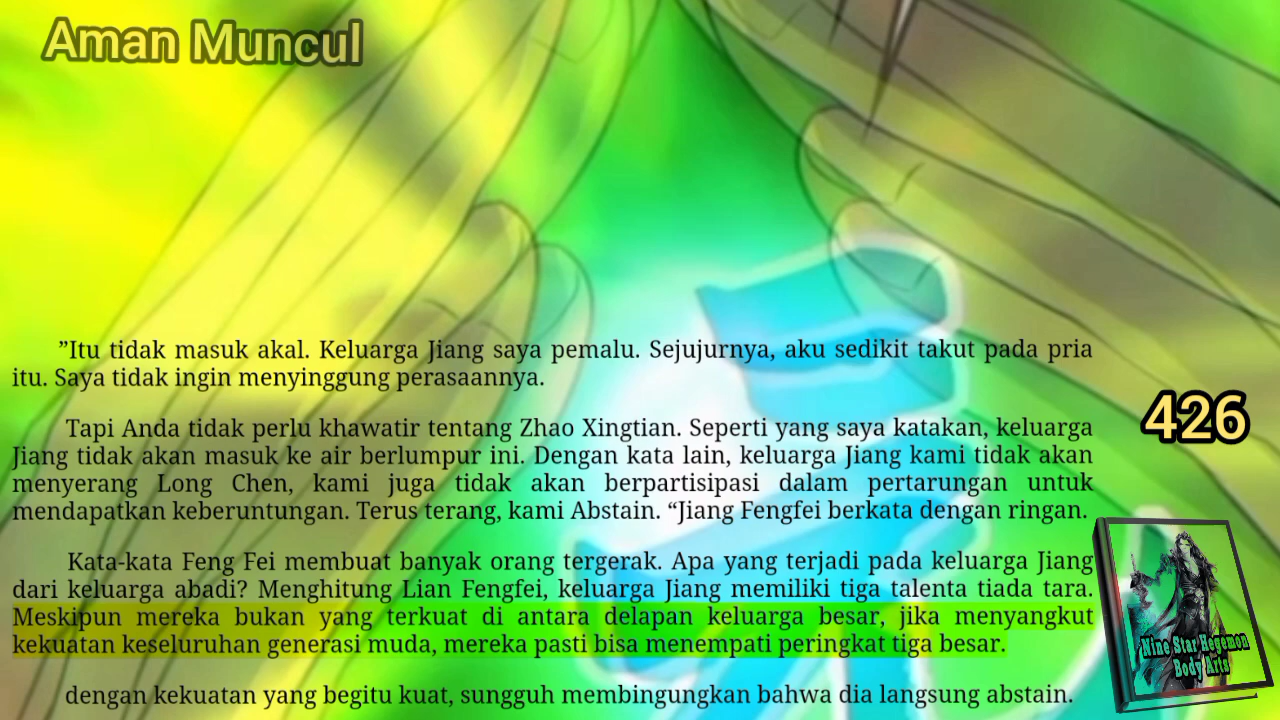 Aman Muncul
”Itu tidak masuk akal. Keluarga Jiang saya pemalu. Sejujurnya, aku sedikit takut pada pria
itu. Saya tidak ingin menyinggung perasaannya.
Tapi Anda tidak perlu khawatir tentang Zhao Xingtian. Seperti yang saya katakan, keluarga
Jiang tidak akan masuk ke air berlumpur ini. Dengan kata lain, keluarga Jiang kami tidak akan
menyerang Long Chen, kami juga tidak akan berpartisipasi dalam pertarungan untuk
mendapatkan keberuntungan. Terus terang, kami Abstain. “Jiang Fengfei berkata dengan ringan.
Kata-kata Feng Fei membuat banyak orang tergerak. Apa yang terjadi pada keluarga Jiang
dari keluarga abadi? Menghitung Lian Fengfei, keluarga Jiang memiliki tiga talenta tiada tara.
Meskipun mereka bukan yang terkuat di antara delapan keluarga besar, jika menyangkut
kekuatan keseluruhan generasi muda, mereka pasti bisa menempati peringkat tiga besar.
dengan kekuatan yang begitu kuat, sungguh membingungkan bahwa dia langsung abstain.
426
Nine Star Hegemon
Body Arts